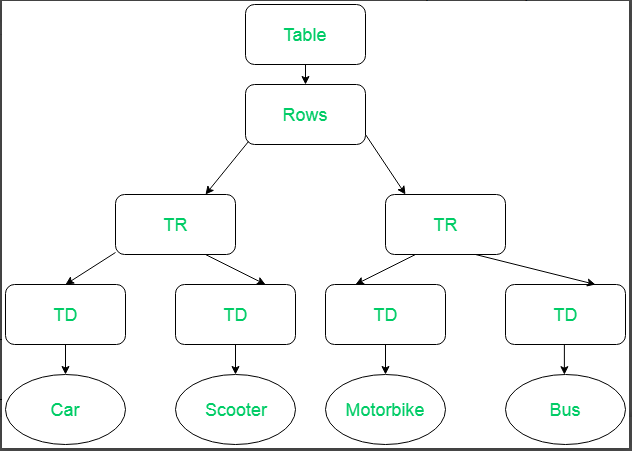 Table
Rows
TR
TR
TD
TD
TD
TD
Car
Scooter
Motorbike
Bus